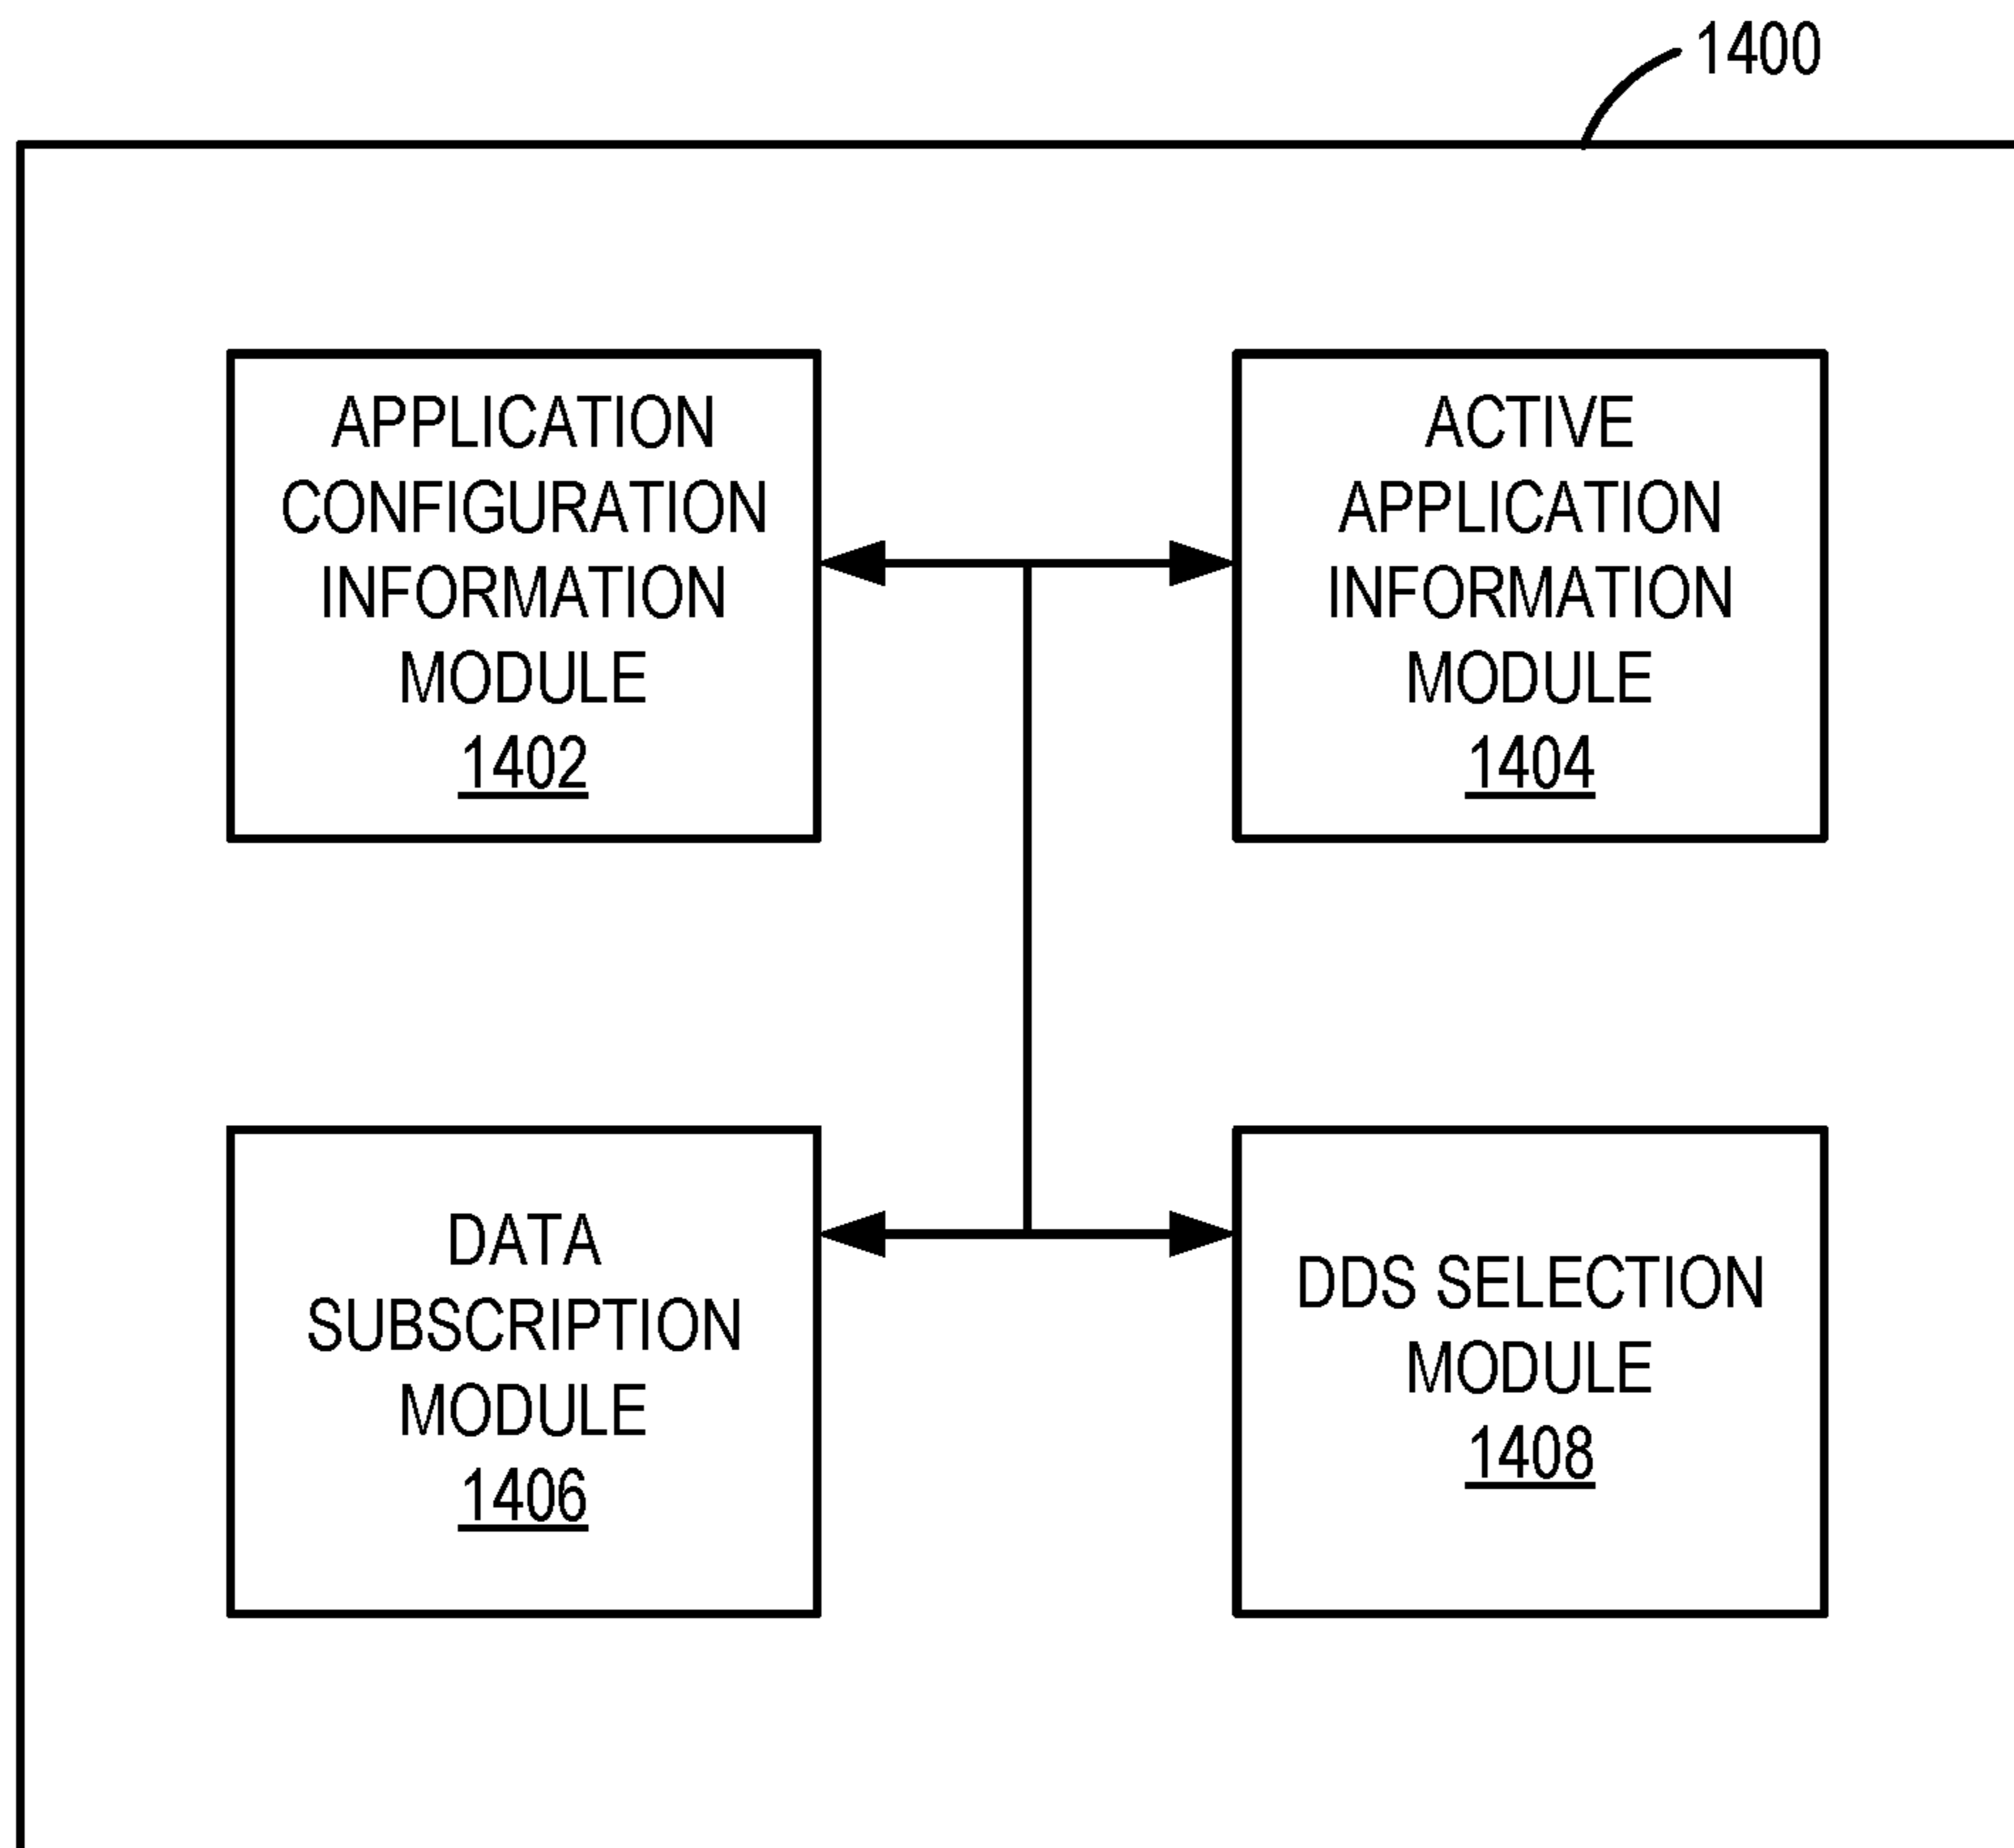 1400
APPLICATION
CONFIGURATION
INFORMATION
MODULE
1402
ACTIVE
APPLICATION
INFORMATION
MODULE
1404
DATA
SUBSCRIPTION
MODULE
1406
DDS SELECTION
MODULE
1408